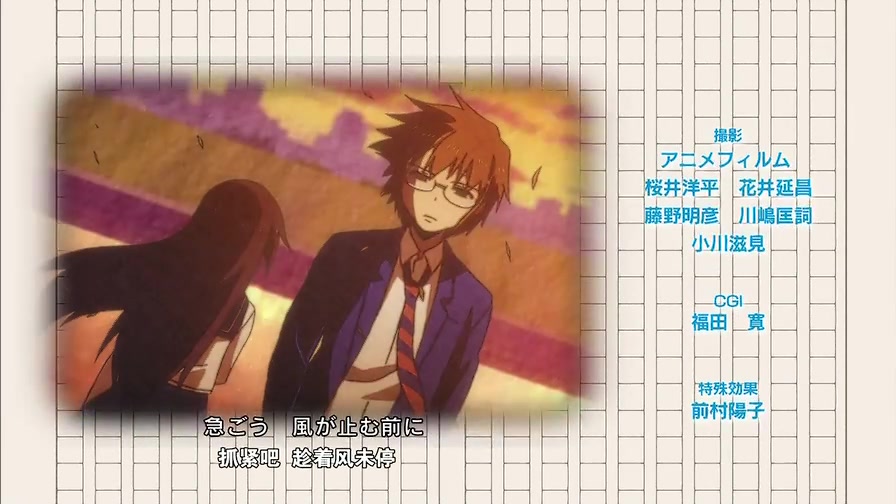 撮影
アニメフィルム
桜井洋平　花井延昌
藤野明彦　川嶋匡詞
小川滋見
CGI
福田　寛
特殊効果
前村陽子
急ごう　風が止む前に
抓紧吧 趁着风未停